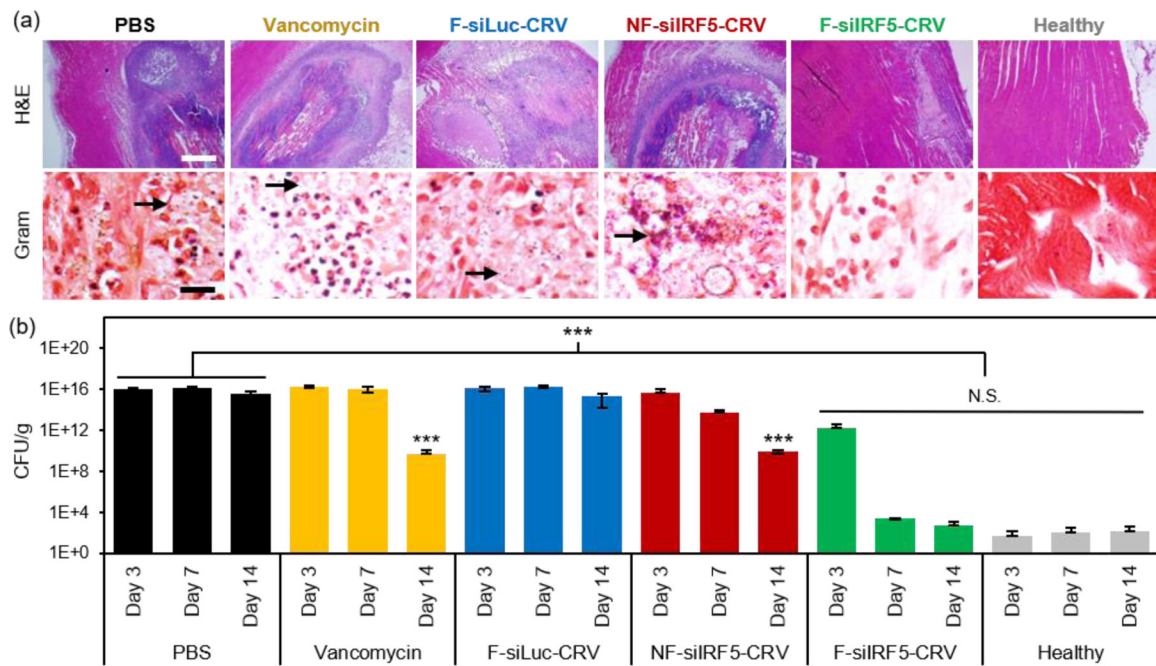 (a)
PBS Vancomycin F-siLuc-CRV NF-siIRF5-CRV F-siIRF5-CRV Healthy
H&E
Gram
(b)
***
1E+20
1E+16
N.S.
1E+12
*** ***
1E+8
1E+4
1E+0
CFU/g
Day 3 Day 7 Day 14 Day 3 Day 7 Day 14 Day 3 Day 7 Day 14 Day 3 Day 7 Day 14 Day 3 Day 7 Day 14 Day 3 Day 7 Day 14
PBS Vancomycin F-siLuc-CRV NF-siIRF5-CRV F-siIRF5-CRV Healthy